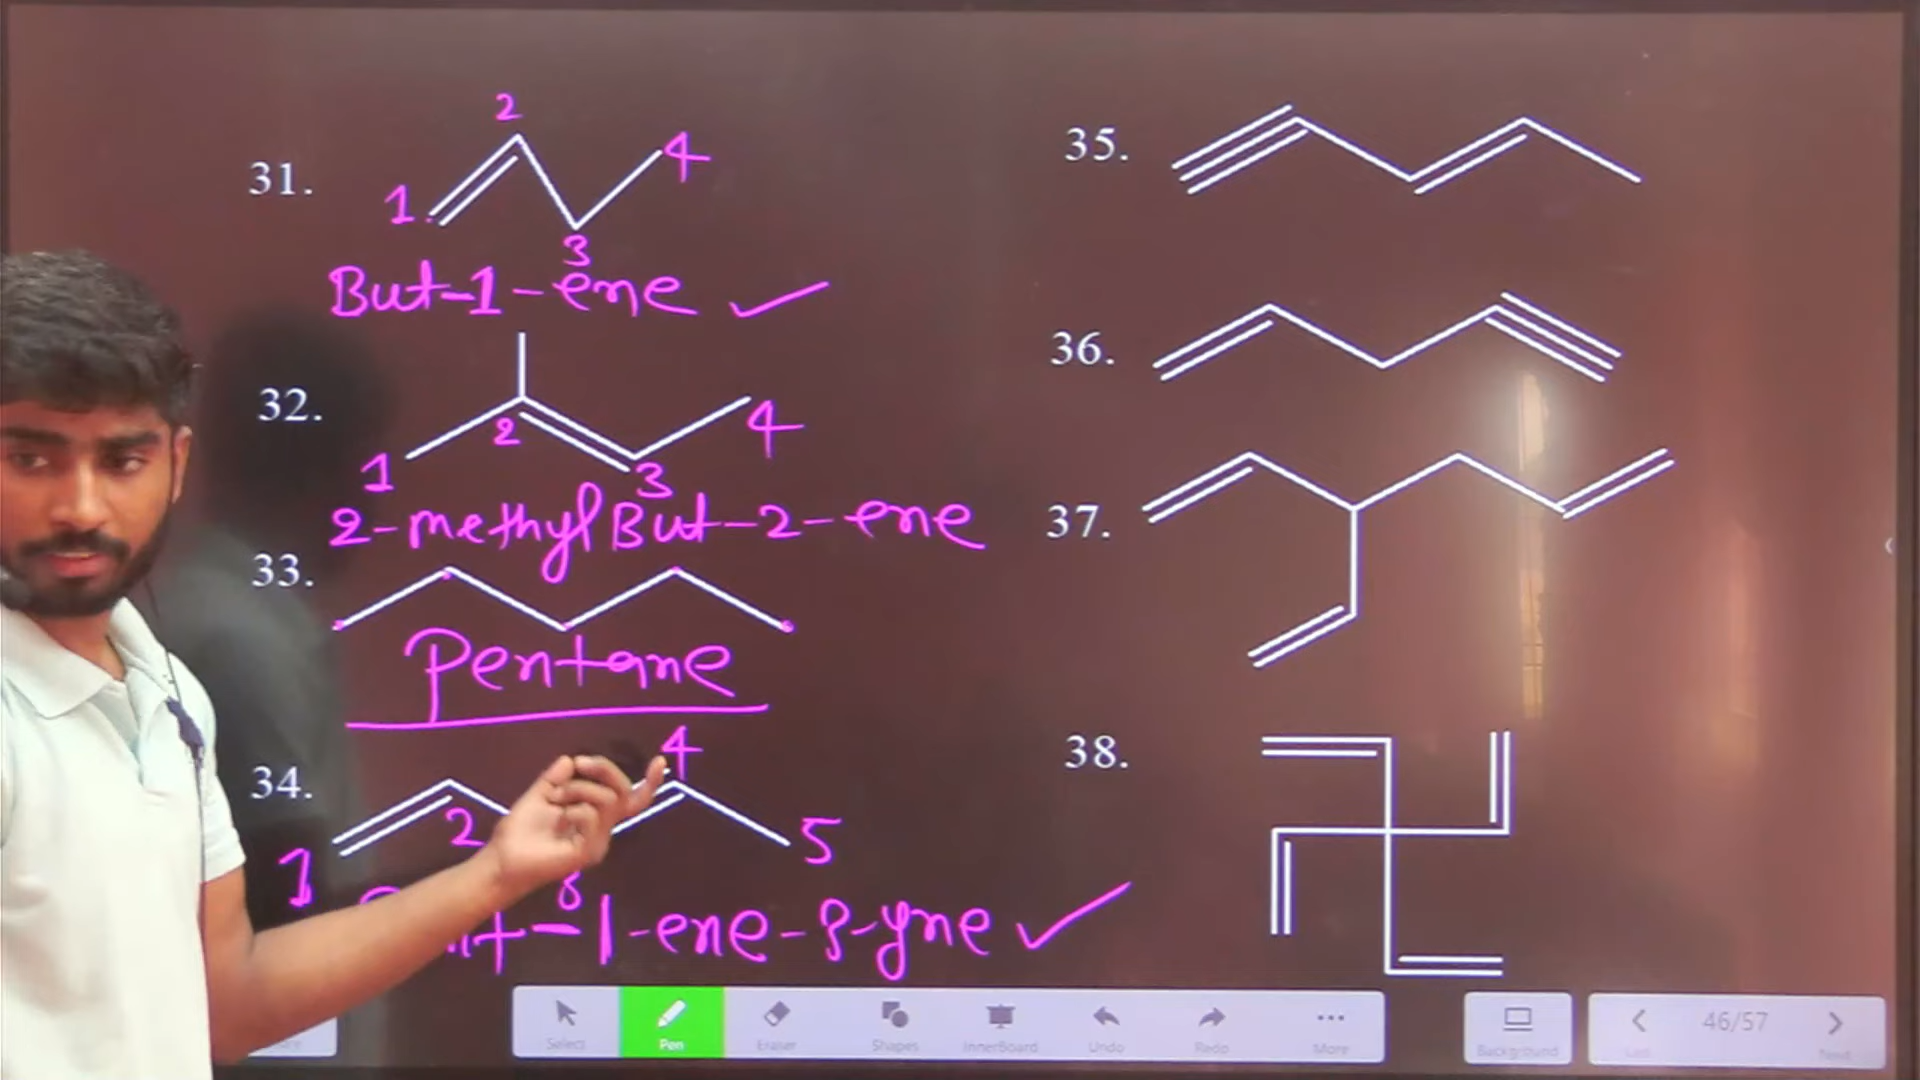 31.
2
1
4
3
But-1-ene ✓
32.
2
4
1
3
2-methyl But-2-ene
33.
Pentane
34.
4
2
5
1
3
-1-ene-3-yne ✓
35.
36.
37.
38.
Select
Pen
Eraser
Shapes
InnerBoard
Undo
Redo
More
Background
46/57
Next